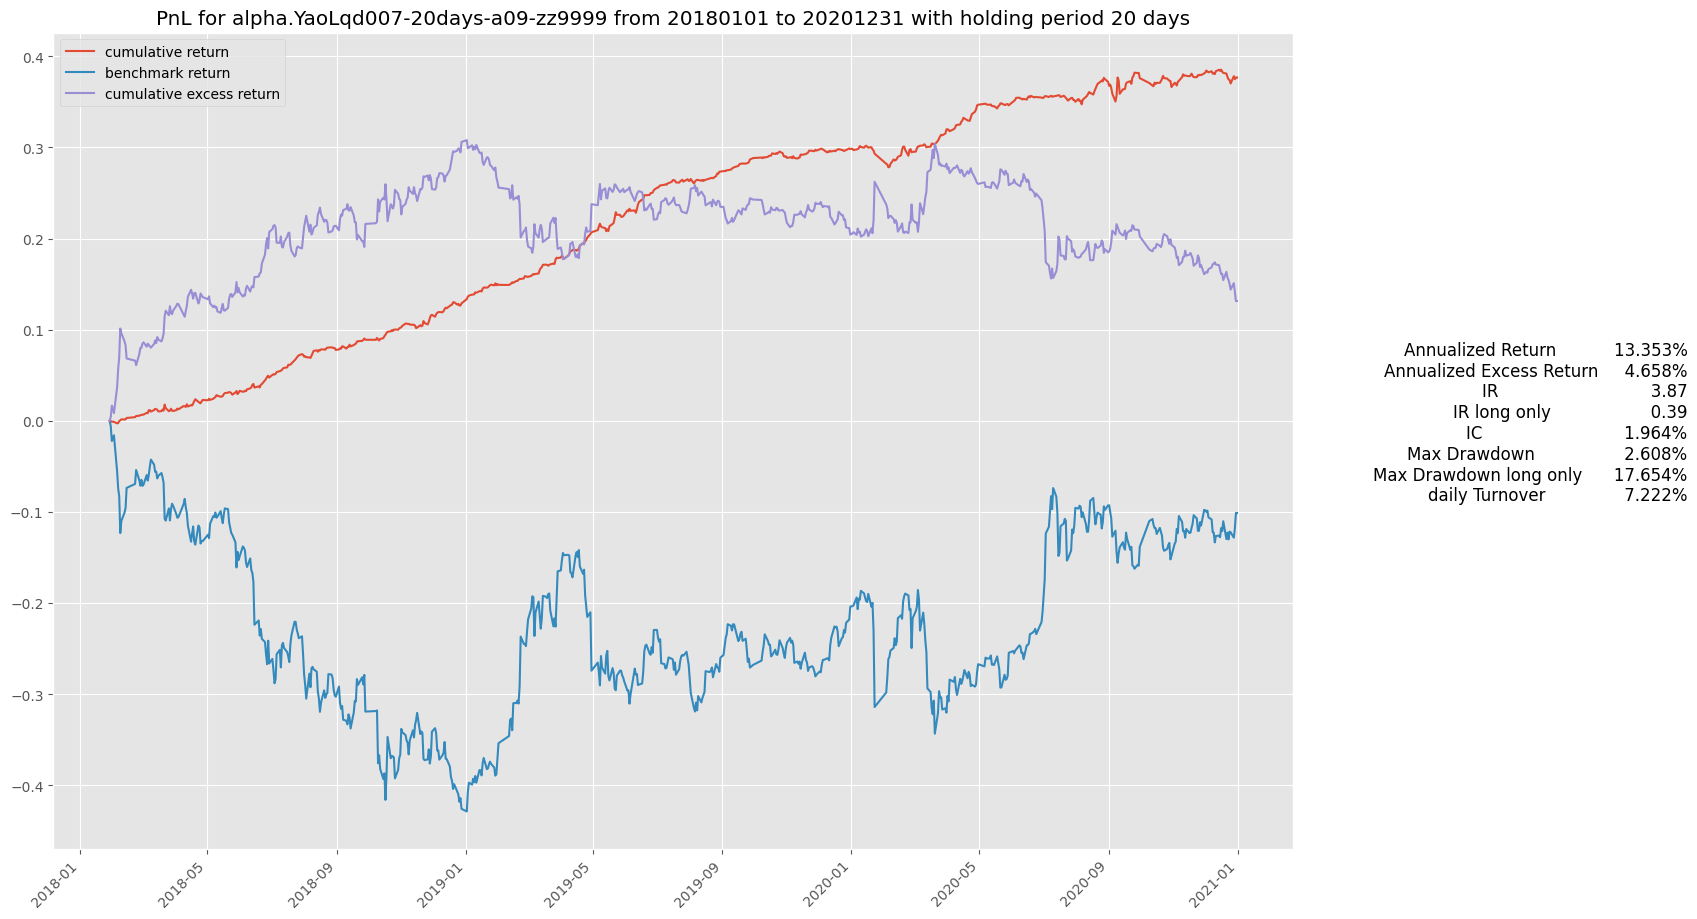 PnL for alpha.YaoLqd007-20days-a09-zz9999 from 20180101 to 20201231 with holding period 20 days
cumulative return
benchmark return
cumulative excess return
0.4
0.3
0.2
0.1
0.0
−0.1
−0.2
−0.3
−0.4
2018-01
2018-05
2018-09
2019-01
2019-05
2019-09
2020-01
2020-05
2020-09
2021-01
Annualized Return 13.353%
Annualized Excess Return 4.658%
IR 3.87
IR long only 0.39
IC 1.964%
Max Drawdown 2.608%
Max Drawdown long only 17.654%
daily Turnover 7.222%